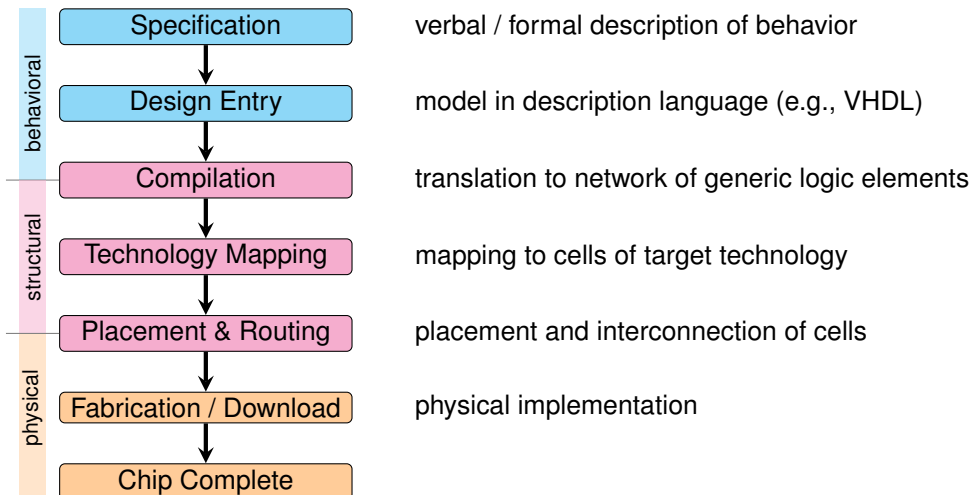 Specification
verbal / formal description of behavior
Design Entry
model in description language (e.g., VHDL)
behavioral
Compilation
translation to network of generic logic elements
Technology Mapping
mapping to cells of target technology
structural
Placement & Routing
placement and interconnection of cells
Fabrication / Download
physical implementation
physical
Chip Complete